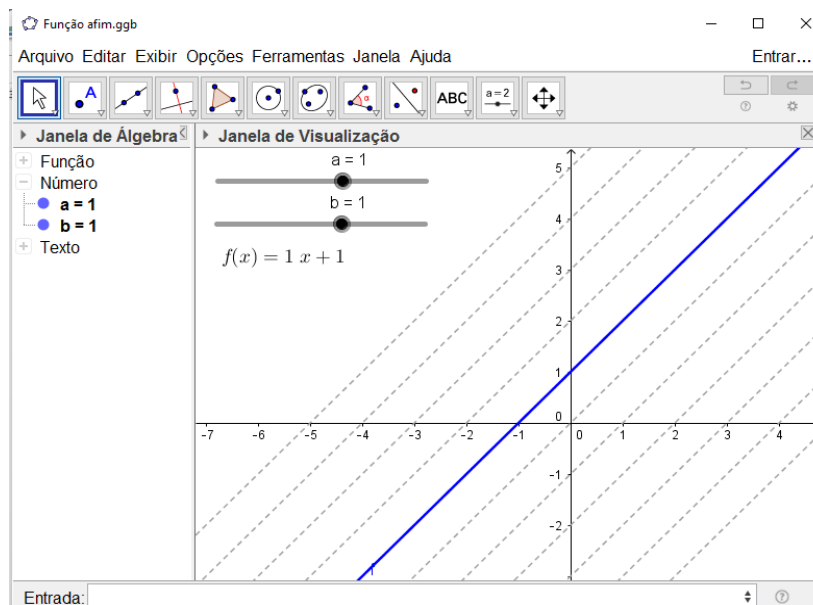 Função afim.ggb
Arquivo Editar Exibir Opções Ferramentas Janela Ajuda Entrar...
A ABC a=2
Janela de Álgebra
Função
Número
a = 1
b = 1
Texto
Janela de Visualização
a = 1
b = 1
f(x) = 1 x + 1
5
4
3
2
1
0
-7 -6 -5 -4 -3 -2 -1 0 1 2 3 4
-1
-2
f
Entrada: